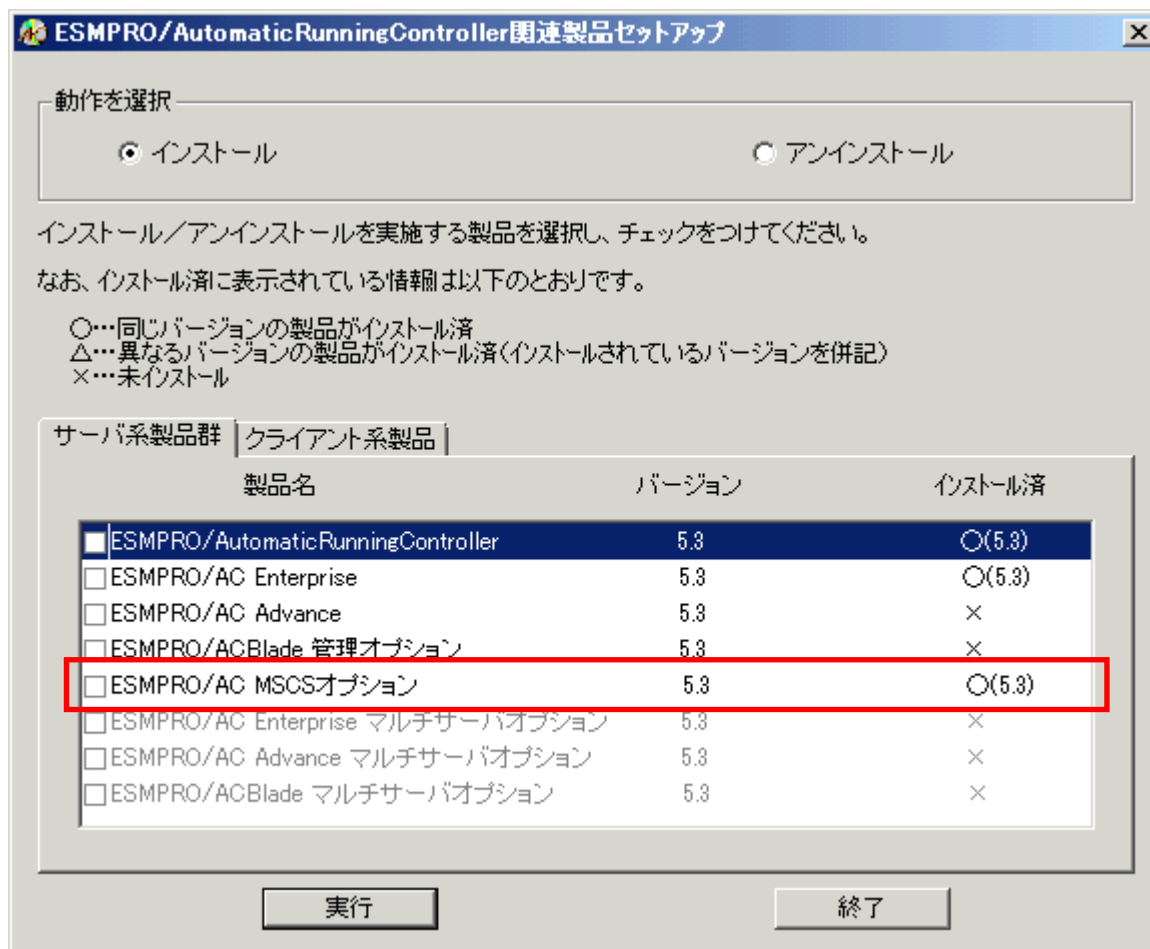 ESMPRO/AutomaticRunningController関連製品セットアップ
動作を選択
インストール アンインストール
インストール／アンインストールを実施する製品を選択し、チェックをつけてください。
なお、インストール済に表示されている情報は以下のとおりです。
○…同じバージョンの製品がインストール済
△…異なるバージョンの製品がインストール済(インストールされているバージョンを併記)
×…未インストール
サーバ系製品群 クライアント系製品
製品名 バージョン インストール済
ESMPRO/AutomaticRunningController 5.3 ○(5.3)
ESMPRO/AC Enterprise 5.3 ○(5.3)
ESMPRO/AC Advance 5.3 ×
ESMPRO/ACBlade 管理オプション 5.3 ×
ESMPRO/AC MSCSオプション 5.3 ○(5.3)
ESMPRO/AC Enterprise マルチサーバオプション 5.3 ×
ESMPRO/AC Advance マルチサーバオプション 5.3 ×
ESMPRO/ACBlade マルチサーバオプション 5.3 ×
実行 終了